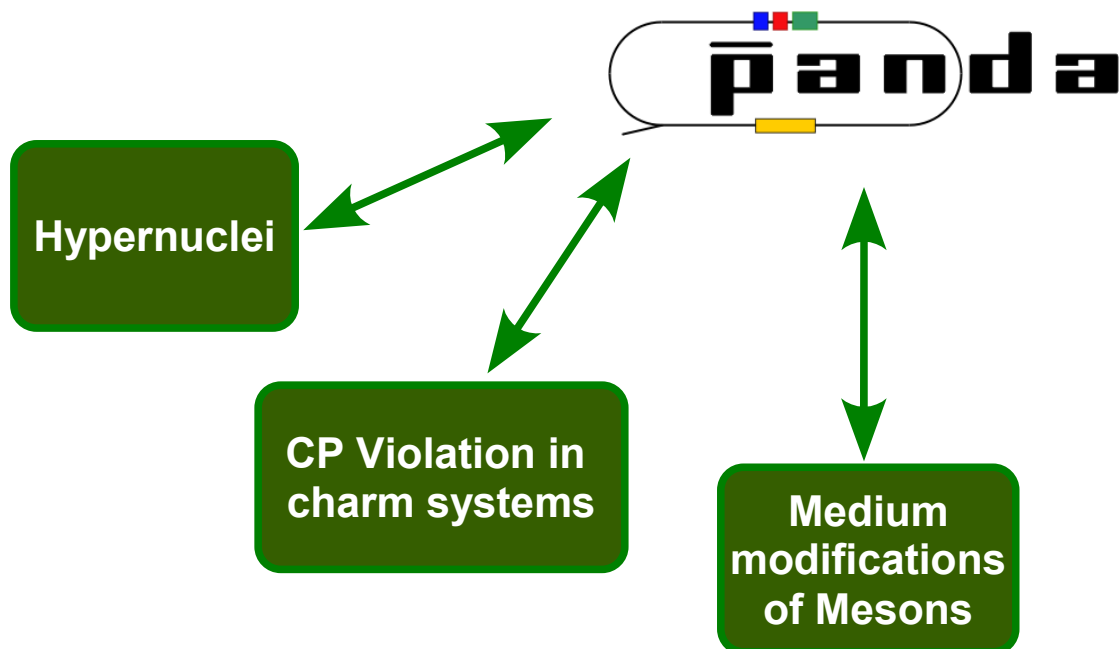 p̄anda
Hypernuclei
CP Violation in
charm systems
Medium
modifications
of Mesons